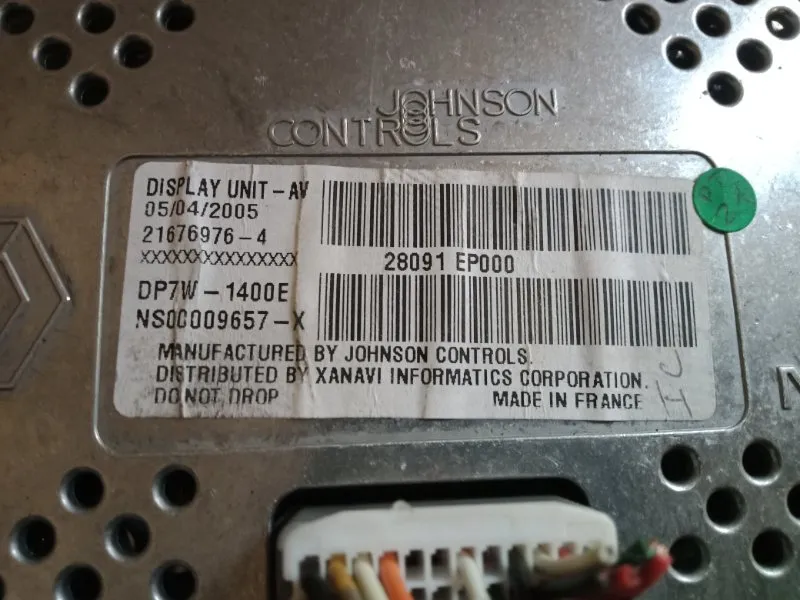 JOHNSON
CONTROLS
DISPLAY UNIT - AV
05/04/2005
21676976-4
XXXXXXXXXXXXXXX
28091 EP000
DP7W - 1400E
NS00009657-X
MANUFACTURED BY JOHNSON CONTROLS.
DISTRIBUTED BY XANAVI INFORMATICS CORPORATION.
DO NOT DROP
MADE IN FRANCE
IC